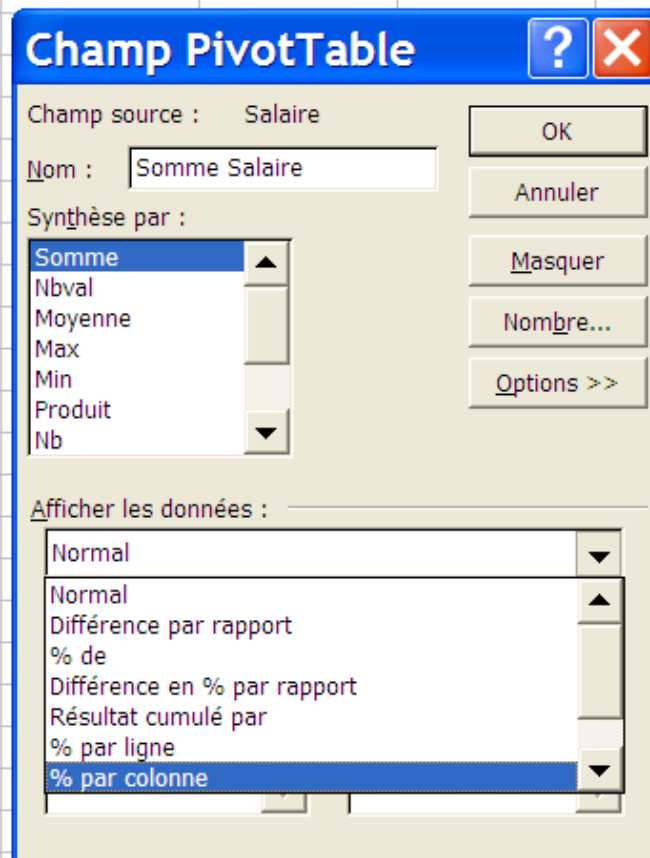 Champ PivotTable
Champ source : Salaire
OK
Nom : Somme Salaire
Annuler
Synthèse par :
Somme
Nbval
Moyenne
Max
Min
Produit
Nb
Masquer
Nombre...
Options >>
Afficher les données :
Normal
Normal
Différence par rapport
% de
Différence en % par rapport
Résultat cumulé par
% par ligne
% par colonne